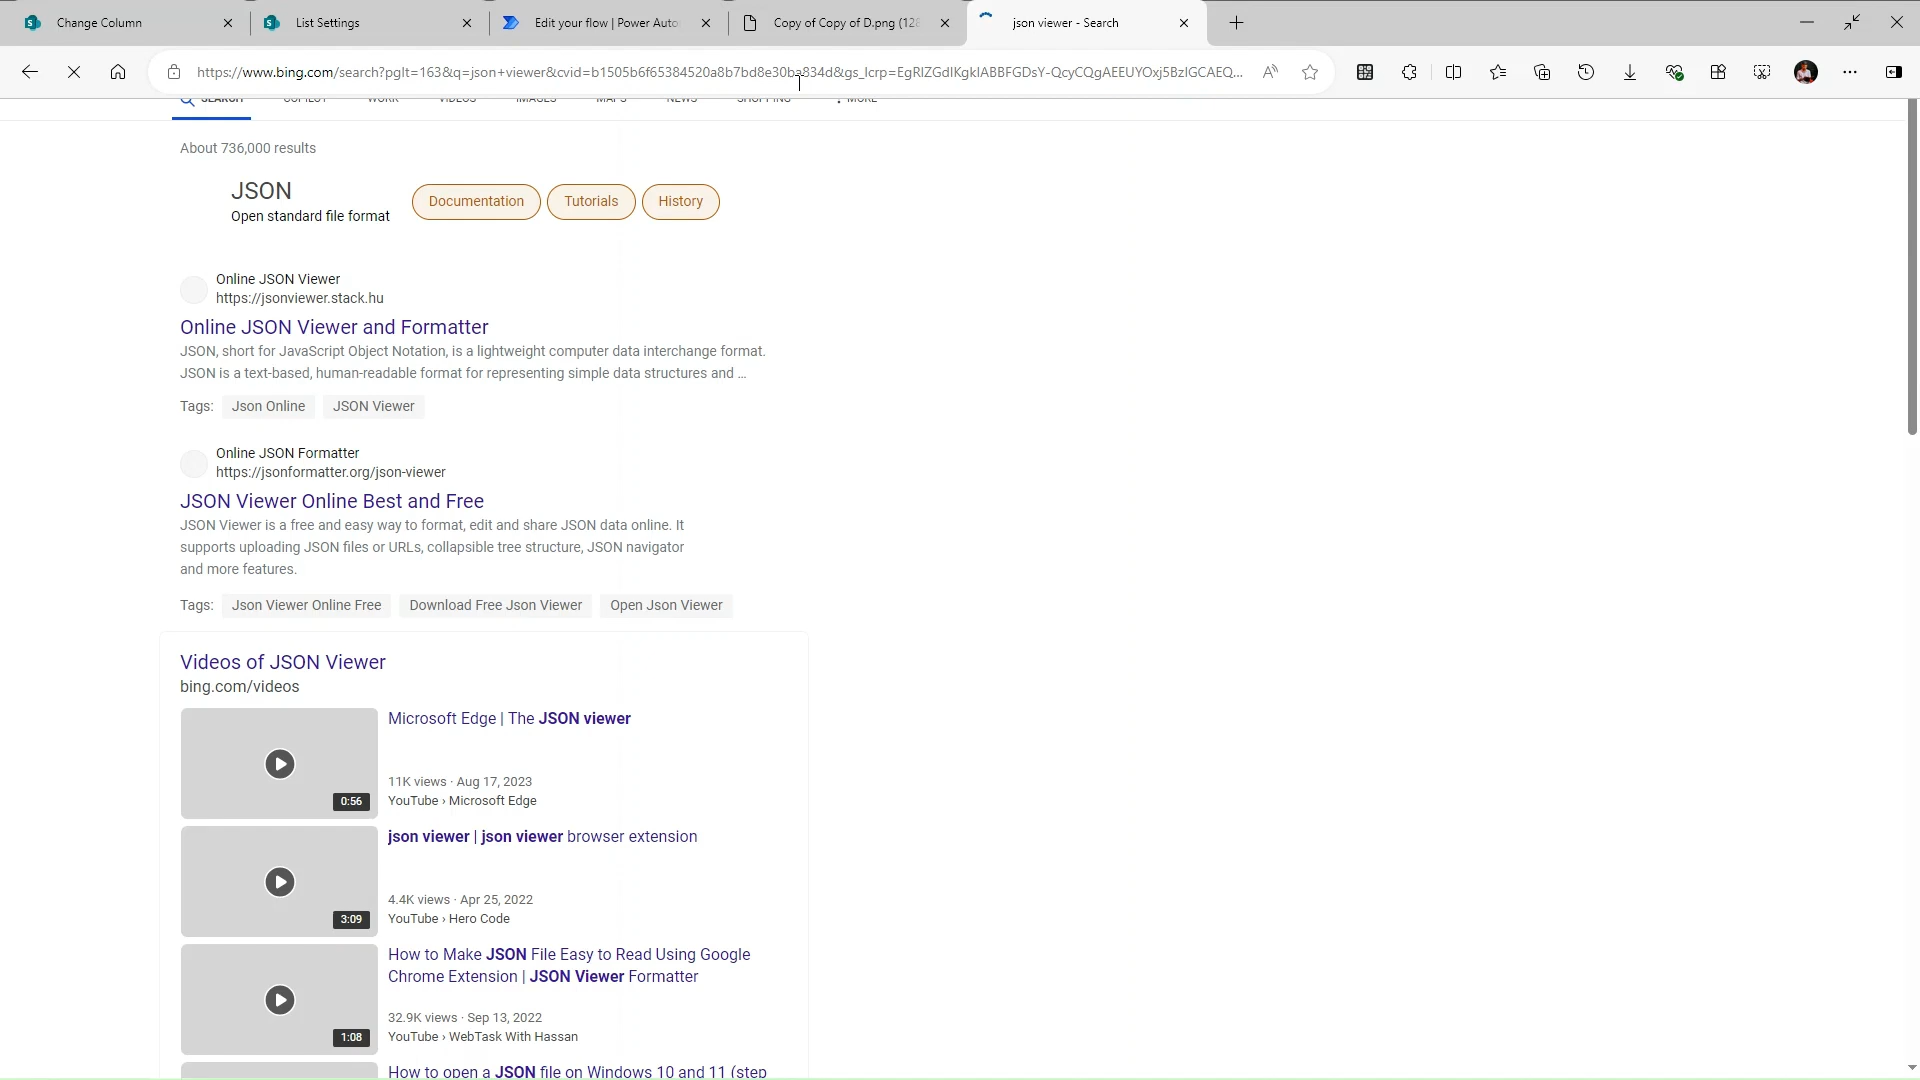 Change Column
List Settings
Edit your flow | Power Auto
Copy of Copy of D.png (128
json viewer - Search
https://www.bing.com/search?pglt=163&q=json+viewer&cvid=b1505b6f65384520a8b7bd8e30ba834d&gs_lcrp=EgRlZGdlKgkIABBFGDsY-QcyCQgAEEUYOxj5BzIGCAEQ...
SEARCH
COPILOT
WORK
VIDEOS
IMAGES
MAPS
NEWS
SHOPPING
MORE
About 736,000 results
JSON
Open standard file format
Documentation
Tutorials
History
Online JSON Viewer
https://jsonviewer.stack.hu
Online JSON Viewer and Formatter
JSON, short for JavaScript Object Notation, is a lightweight computer data interchange format.
JSON is a text-based, human-readable format for representing simple data structures and ...
Tags: Json Online JSON Viewer
Online JSON Formatter
https://jsonformatter.org/json-viewer
JSON Viewer Online Best and Free
JSON Viewer is a free and easy way to format, edit and share JSON data online. It
supports uploading JSON files or URLs, collapsible tree structure, JSON navigator
and more features.
Tags: Json Viewer Online Free Download Free Json Viewer Open Json Viewer
Videos of JSON Viewer
bing.com/videos
Microsoft Edge | The JSON viewer
11K views · Aug 17, 2023
YouTube › Microsoft Edge
0:56
json viewer | json viewer browser extension
4.4K views · Apr 25, 2022
YouTube › Hero Code
3:09
How to Make JSON File Easy to Read Using Google
Chrome Extension | JSON Viewer Formatter
32.9K views · Sep 13, 2022
YouTube › WebTask With Hassan
1:08
How to open a JSON file on Windows 10 and 11 (step